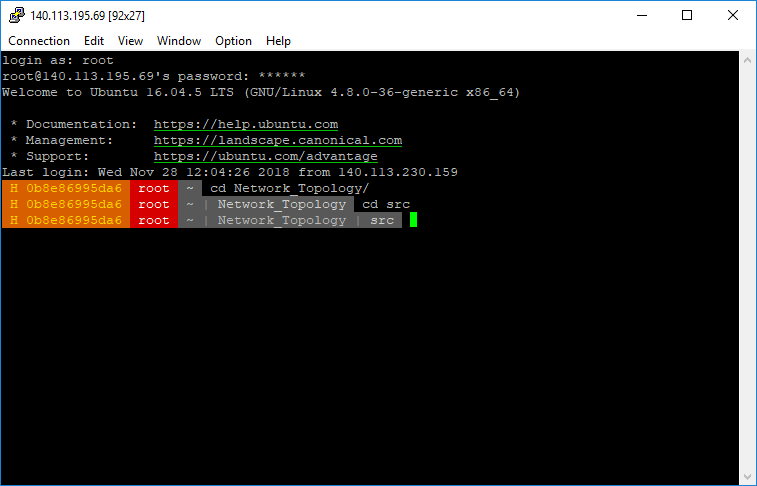 140.113.195.69 [92x27]
Connection Edit View Window Option Help
login as: root
root@140.113.195.69's password: ******
Welcome to Ubuntu 16.04.5 LTS (GNU/Linux 4.8.0-36-generic x86_64)
* Documentation: https://help.ubuntu.com
* Management: https://landscape.canonical.com
* Support: https://ubuntu.com/advantage
Last login: Wed Nov 28 12:04:26 2018 from 140.113.230.159
H 0b8e86995da6 root ~ cd Network_Topology/
H 0b8e86995da6 root ~ | Network_Topology cd src
H 0b8e86995da6 root ~ | Network_Topology | src